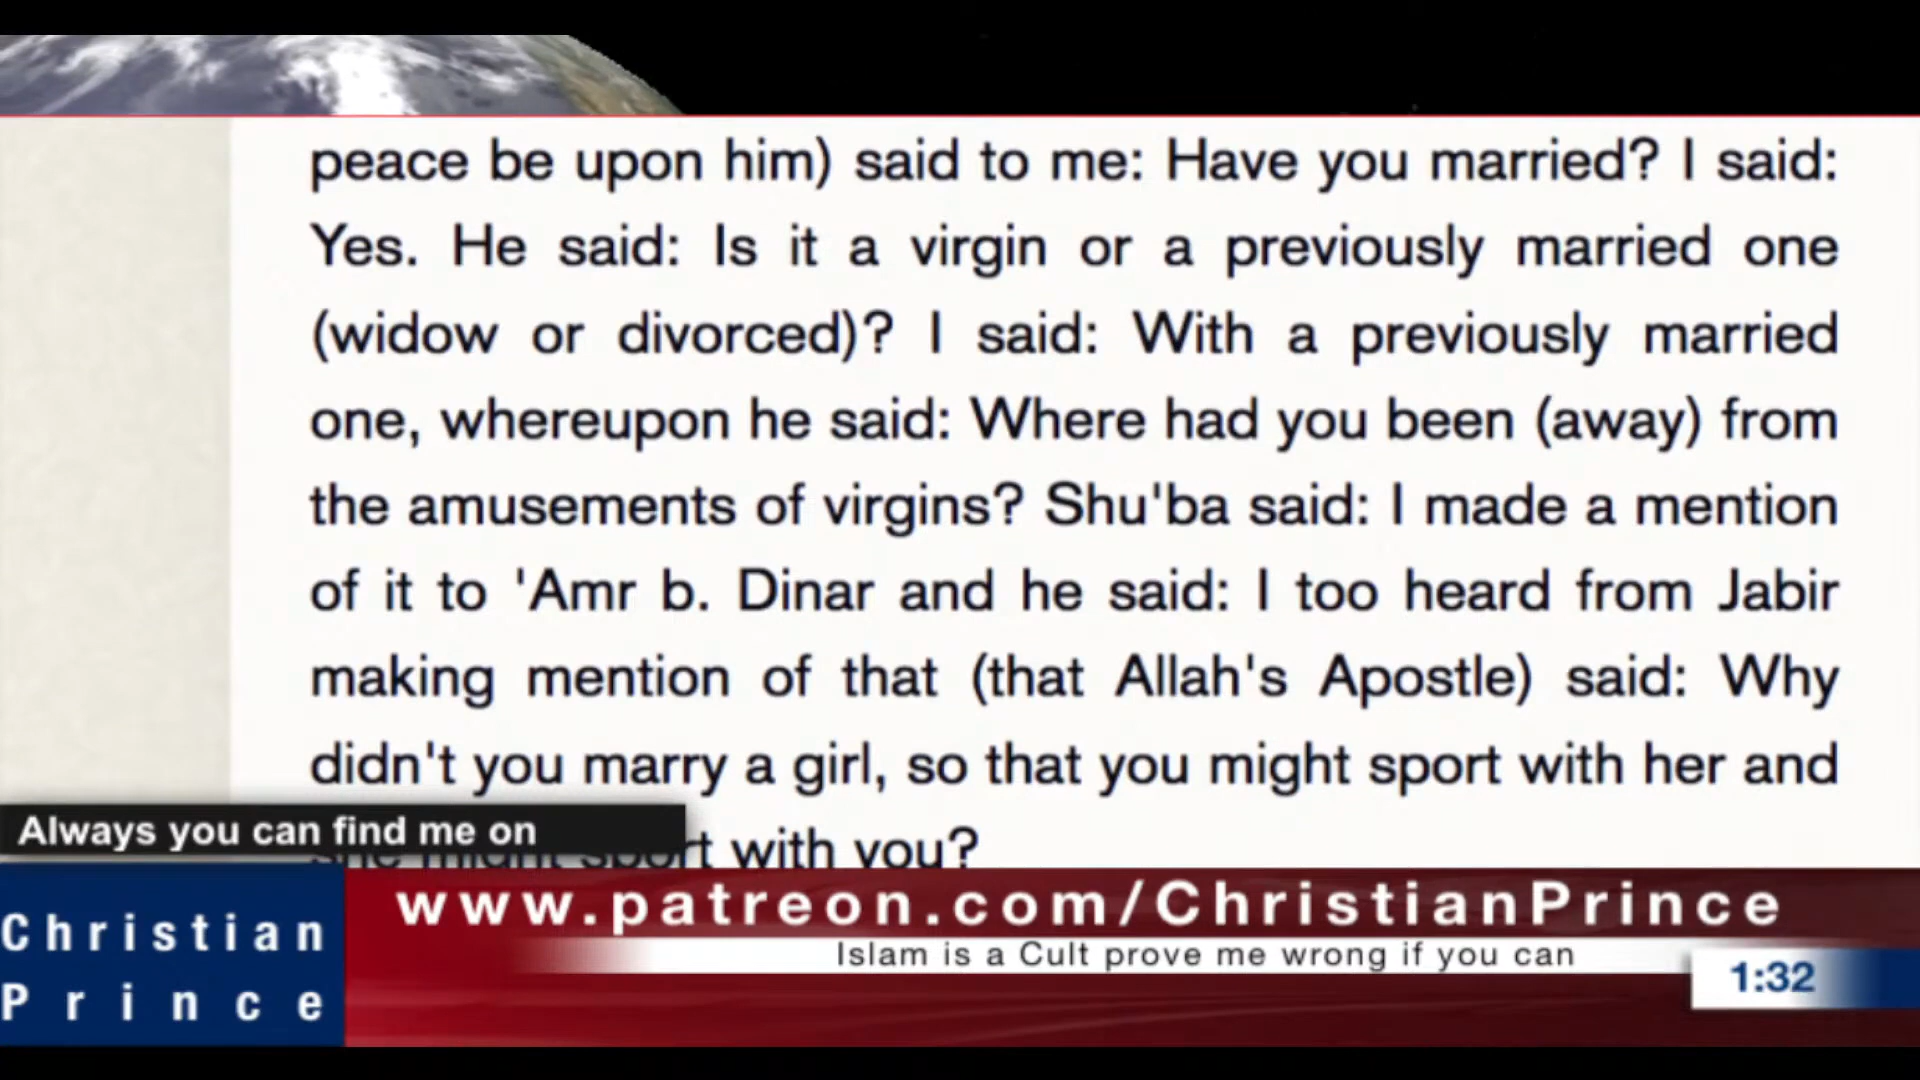 peace be upon him) said to me: Have you married? I said:
Yes. He said: Is it a virgin or a previously married one
(widow or divorced)? I said: With a previously married
one, whereupon he said: Where had you been (away) from
the amusements of virgins? Shu'ba said: I made a mention
of it to 'Amr b. Dinar and he said: I too heard from Jabir
making mention of that (that Allah's Apostle) said: Why
didn't you marry a girl, so that you might sport with her and
she might sport with you?
Always you can find me on
Christian
Prince
www.patreon.com/ChristianPrince
Islam is a Cult prove me wrong if you can
1:32